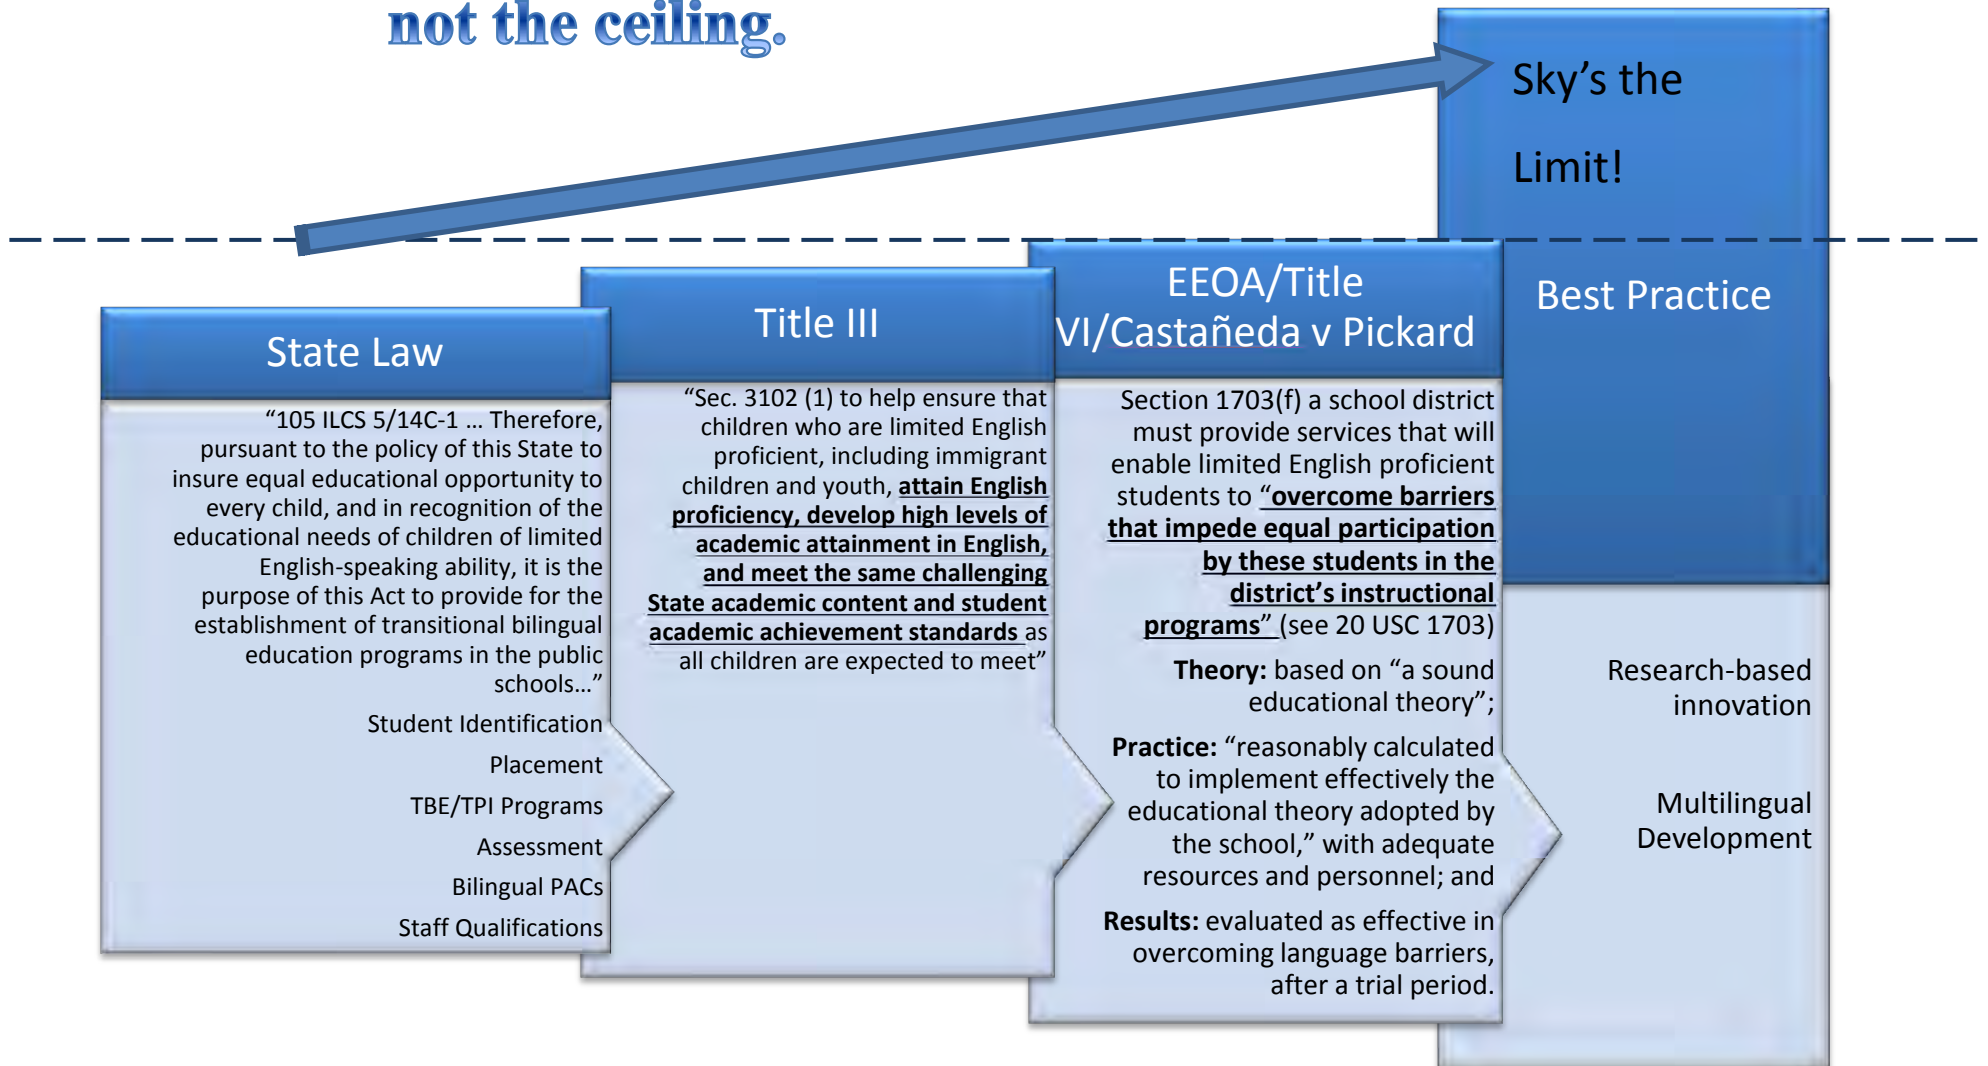 not the ceiling.
Sky’s the
Limit!
State Law
“105 ILCS 5/14C-1 … Therefore,
pursuant to the policy of this State to
insure equal educational opportunity to
every child, and in recognition of the
educational needs of children of limited
English-speaking ability, it is the
purpose of this Act to provide for the
establishment of transitional bilingual
education programs in the public
schools…”
Student Identification
Placement
TBE/TPI Programs
Assessment
Bilingual PACs
Staff Qualifications
Title III
“Sec. 3102 (1) to help ensure that
children who are limited English
proficient, including immigrant
children and youth, attain English
proficiency, develop high levels of
academic attainment in English,
and meet the same challenging
State academic content and student
academic achievement standards as
all children are expected to meet”
EEOA/Title
VI/Castañeda v Pickard
Section 1703(f) a school district
must provide services that will
enable limited English proficient
students to “overcome barriers
that impede equal participation
by these students in the
district’s instructional
programs” (see 20 USC 1703)
Theory: based on “a sound
educational theory”;
Practice: “reasonably calculated
to implement effectively the
educational theory adopted by
the school,” with adequate
resources and personnel; and
Results: evaluated as effective in
overcoming language barriers,
after a trial period.
Best Practice
Research-based
innovation
Multilingual
Development